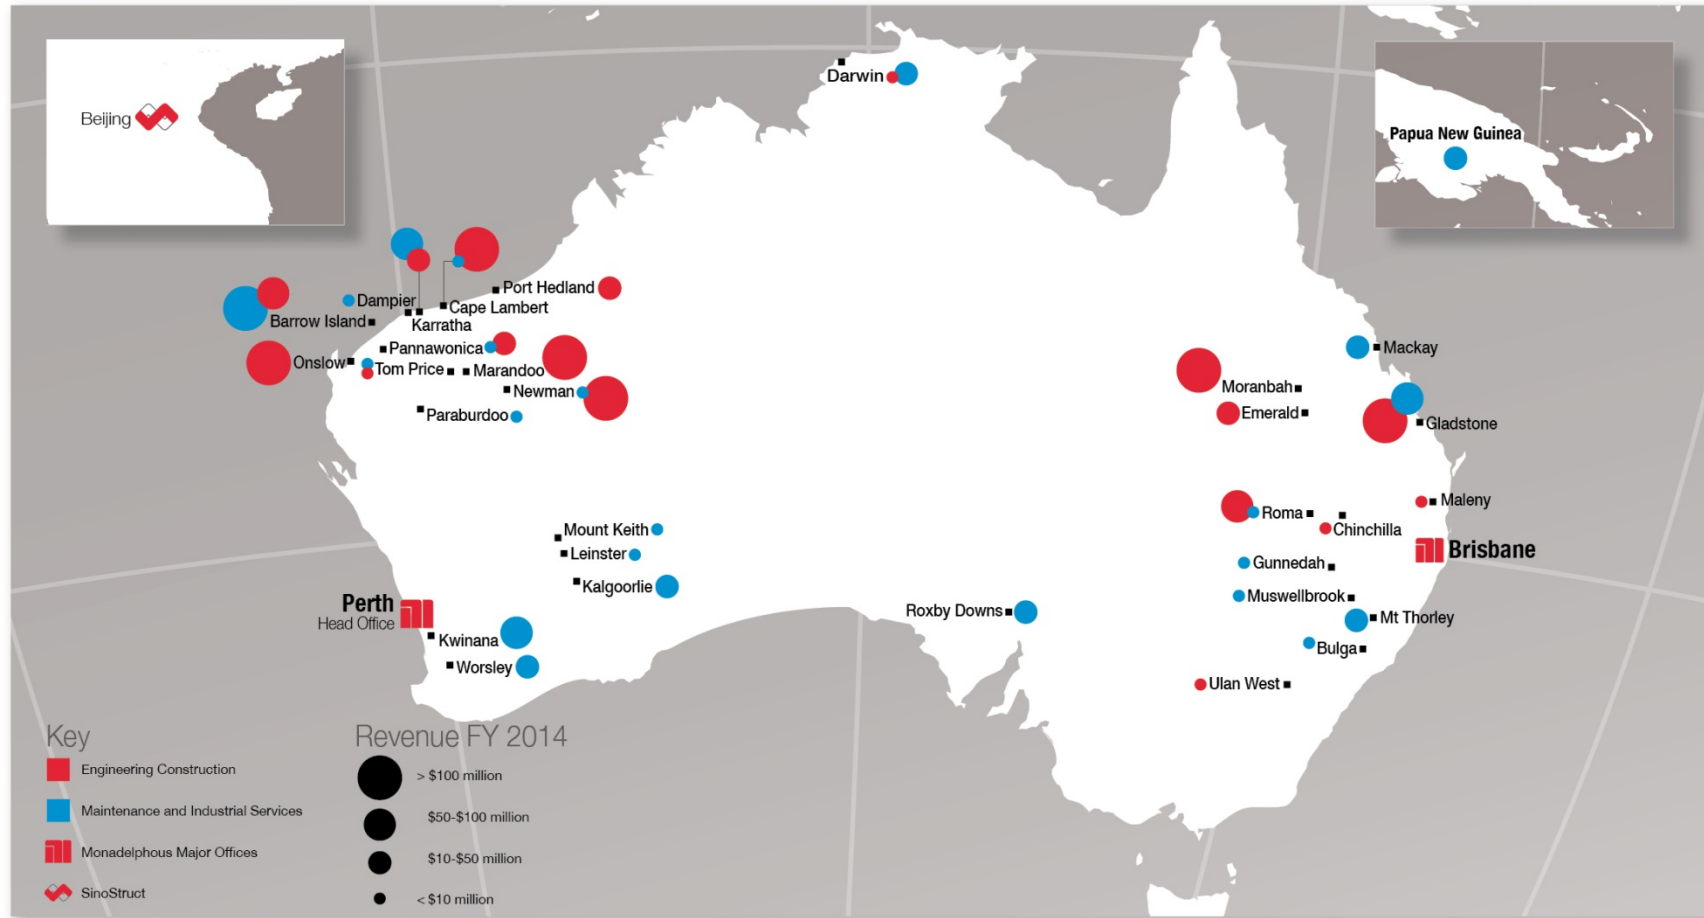 Beijing
Darwin
Papua New Guinea
Port Hedland
Dampier
Cape Lambert
Barrow Island
Karratha
Pannawonica
Onslow
Tom Price
Marandoo
Newman
Paraburdoo
Mackay
Moranbah
Emerald
Gladstone
Maleny
Roma
Chinchilla
Mount Keith
Leinster
Kalgoorlie
Brisbane
Gunnedah
Muswellbrook
Mt Thorley
Bulga
Ulan West
Roxby Downs
Perth
Head Office
Kwinana
Worsley
Key
Engineering Construction
Maintenance and Industrial Services
Monadelphous Major Offices
SinoStruct
Revenue FY 2014
> $100 million
$50-$100 million
$10-$50 million
< $10 million